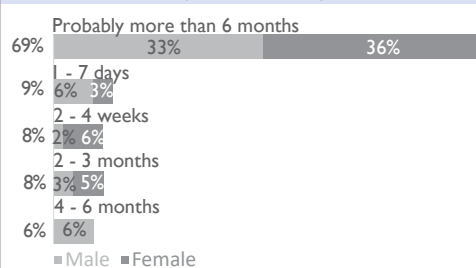 Probably more than 6 months
69% 33% 36%
1 - 7 days
9% 6% 3%
2 - 4 weeks
8% 2% 6%
2 - 3 months
8% 3% 5%
4 - 6 months
6% 6%
Male Female